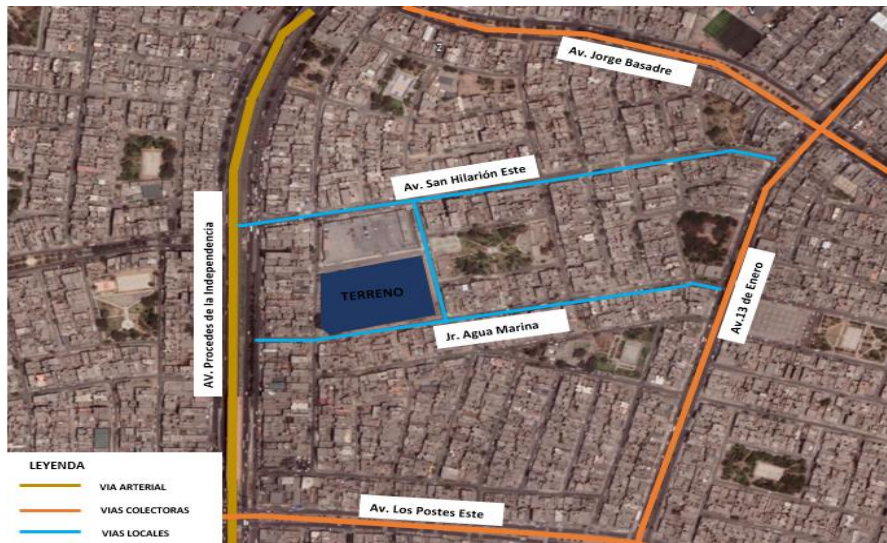 Av. Jorge Basadre
Av. San Hilarión Este
AV. Procedes de la Independencia
TERRENO
Av.13 de Enero
Jr. Agua Marina
LEYENDA
VIA ARTERIAL
VIAS COLECTORAS
VIAS LOCALES
Av. Los Postes Este